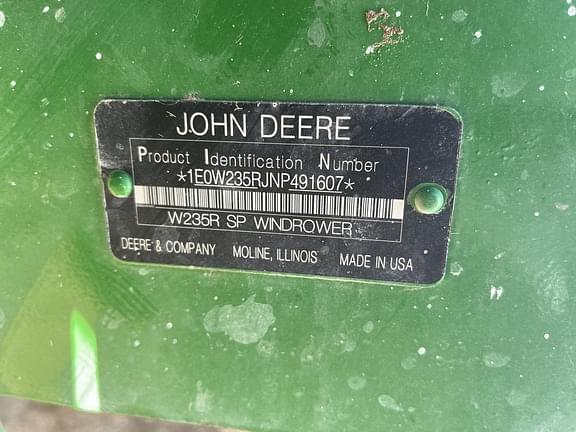 JOHN DEERE
Product Identification Number
*1E0W235RJNP491607*
W235R SP WINDROWER
DEERE & COMPANY MOLINE, ILLINOIS MADE IN USA